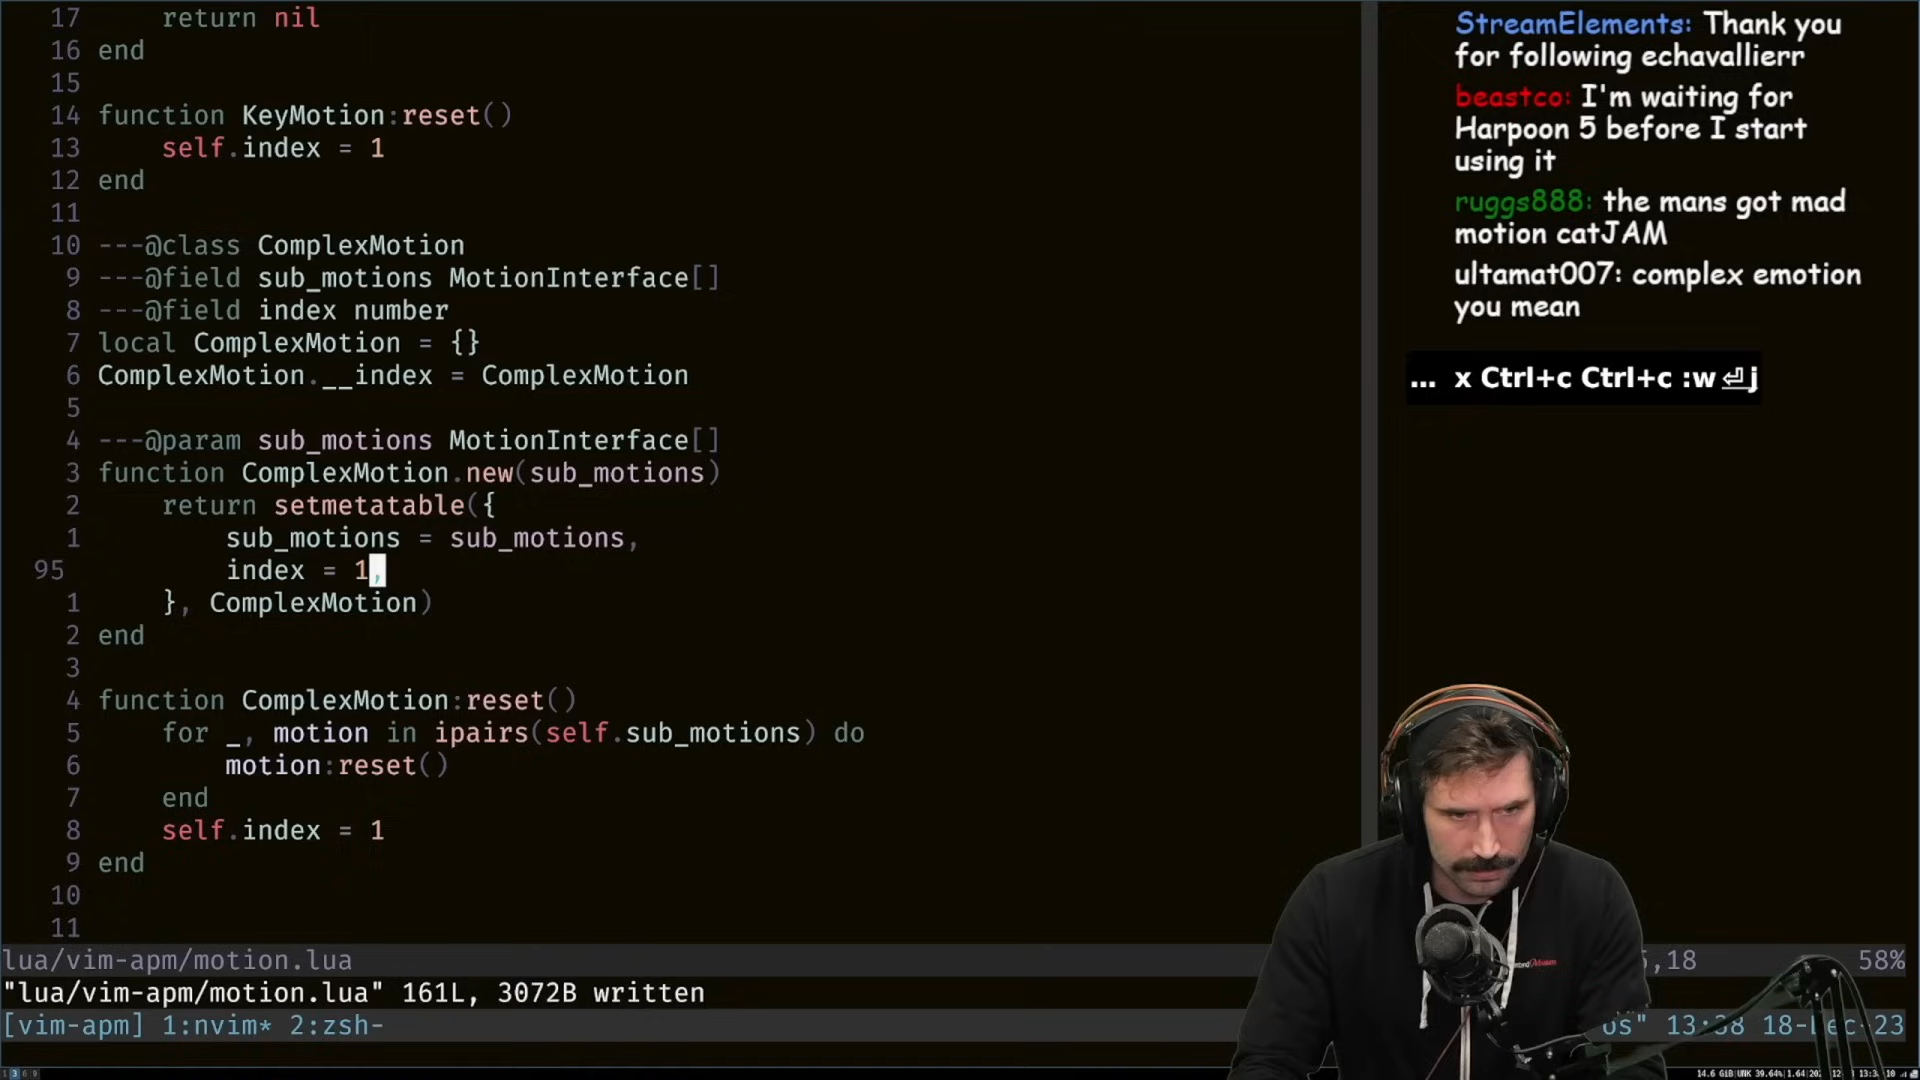 17 return nil
16 end
15
14 function KeyMotion:reset()
13 self.index = 1
12 end
11
10 ---@class ComplexMotion
9 ---@field sub_motions MotionInterface[]
8 ---@field index number
7 local ComplexMotion = {}
6 ComplexMotion.__index = ComplexMotion
5
4 ---@param sub_motions MotionInterface[]
3 function ComplexMotion.new(sub_motions)
2 return setmetatable({
1 sub_motions = sub_motions,
95 index = 1,
1 }, ComplexMotion)
2 end
3
4 function ComplexMotion:reset()
5 for _, motion in ipairs(self.sub_motions) do
6 motion:reset()
7 end
8 self.index = 1
9 end
10
11
lua/vim-apm/motion.lua ,18 58%
"lua/vim-apm/motion.lua" 161L, 3072B written
[vim-apm] 1:nvim* 2:zsh- os" 13:38 18-Dec-23
StreamElements: Thank you
for following echavallierr
beastco: I'm waiting for
Harpoon 5 before I start
using it
ruggs888: the mans got mad
motion catJAM
ultamat007: complex emotion
you mean
... x Ctrl+c Ctrl+c :w⏎j